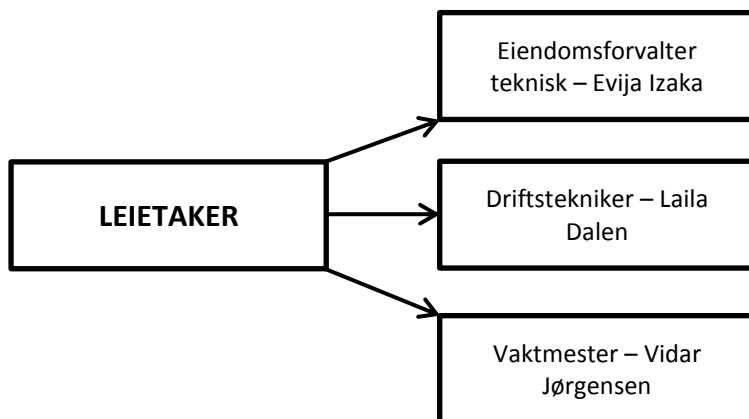 Eiendomsforvalter
teknisk – Evija Izaka
LEIETAKER
Driftstekniker – Laila
Dalen
Vaktmester – Vidar
Jørgensen